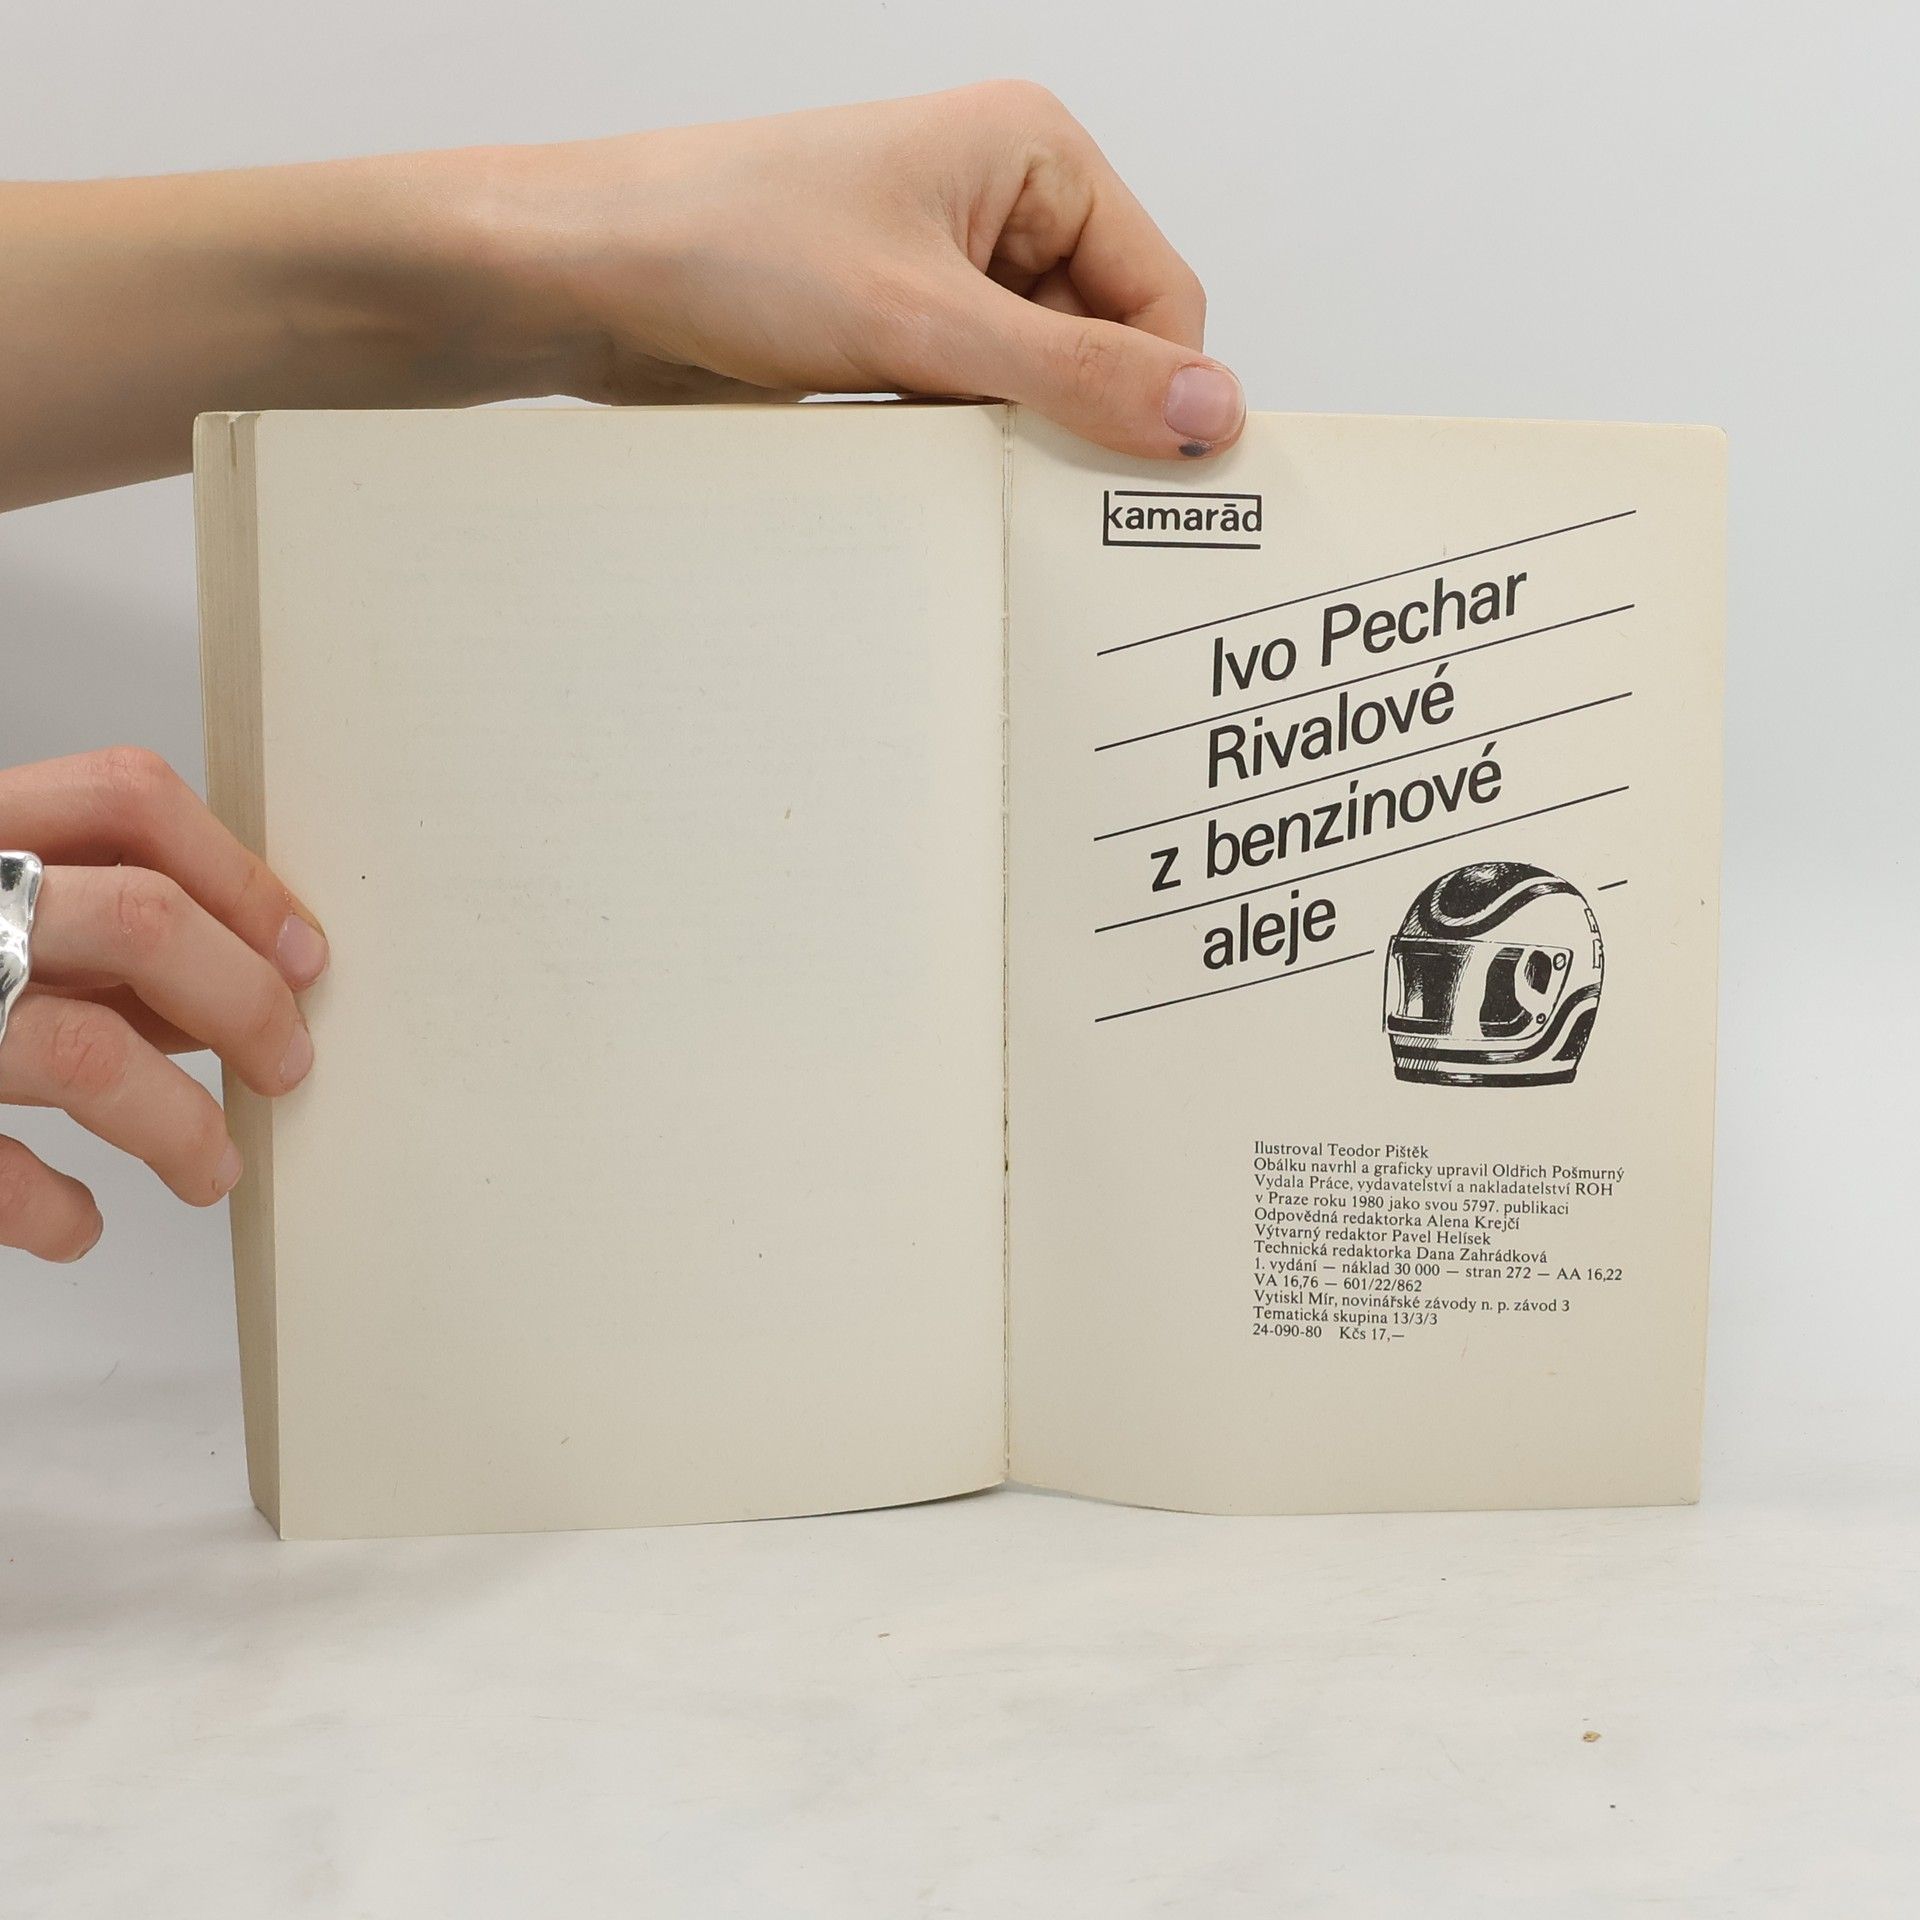 kamarād
Ivo Pechar
Rivalové
z benzínové
aleje
Ilustroval Teodor Pištěk
Obálku navrhl a graficky upravil Oldřich Pošmurný
Vydala Práce, vydavatelství a nakladatelství ROH
v Praze roku 1980 jako svou 5797. publikaci
Odpovědná redaktorka Alena Krejčí
Výtvarný redaktor Pavel Helísek
Technická redaktorka Dana Zahrádková
1. vydání — náklad 30 000 — stran 272 — AA 16,22
VA 16,76 — 601/22/862
Vytiskl Mír, novinářské závody n. p. závod 3
Tematická skupina 13/3/3
24-090-80 Kčs 17,—